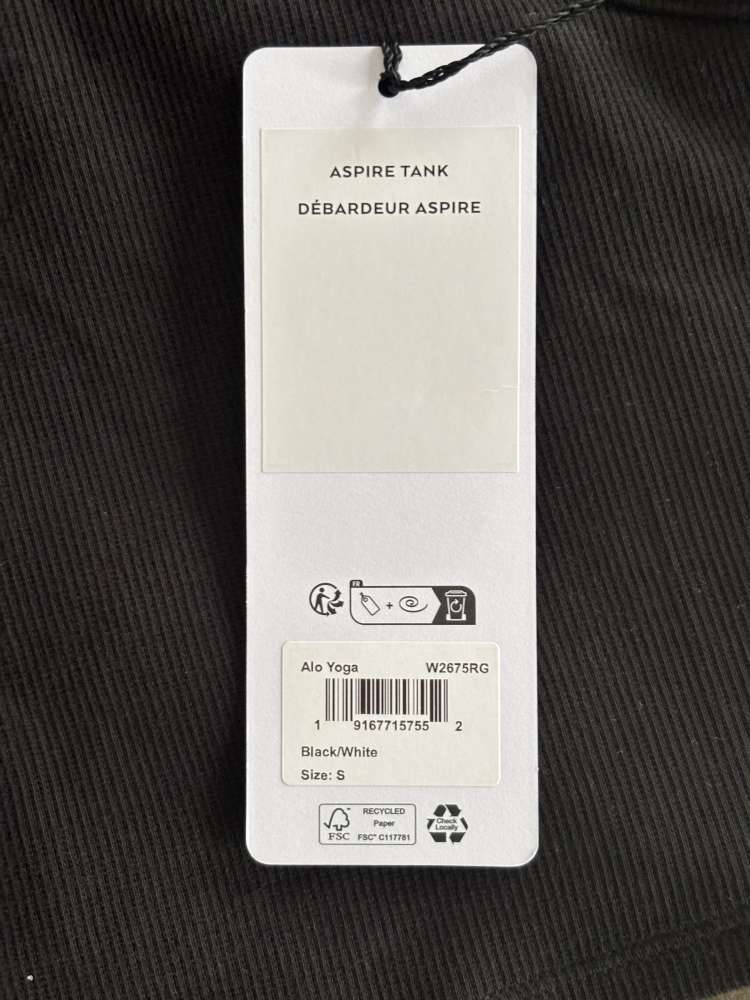 ASPIRE TANK
DÉBARDEUR ASPIRE
FR
+
Alo Yoga W2675RG
1 9167715755 2
Black/White
Size: S
FSC
RECYCLED
Paper
FSC® C117781
Check
Locally